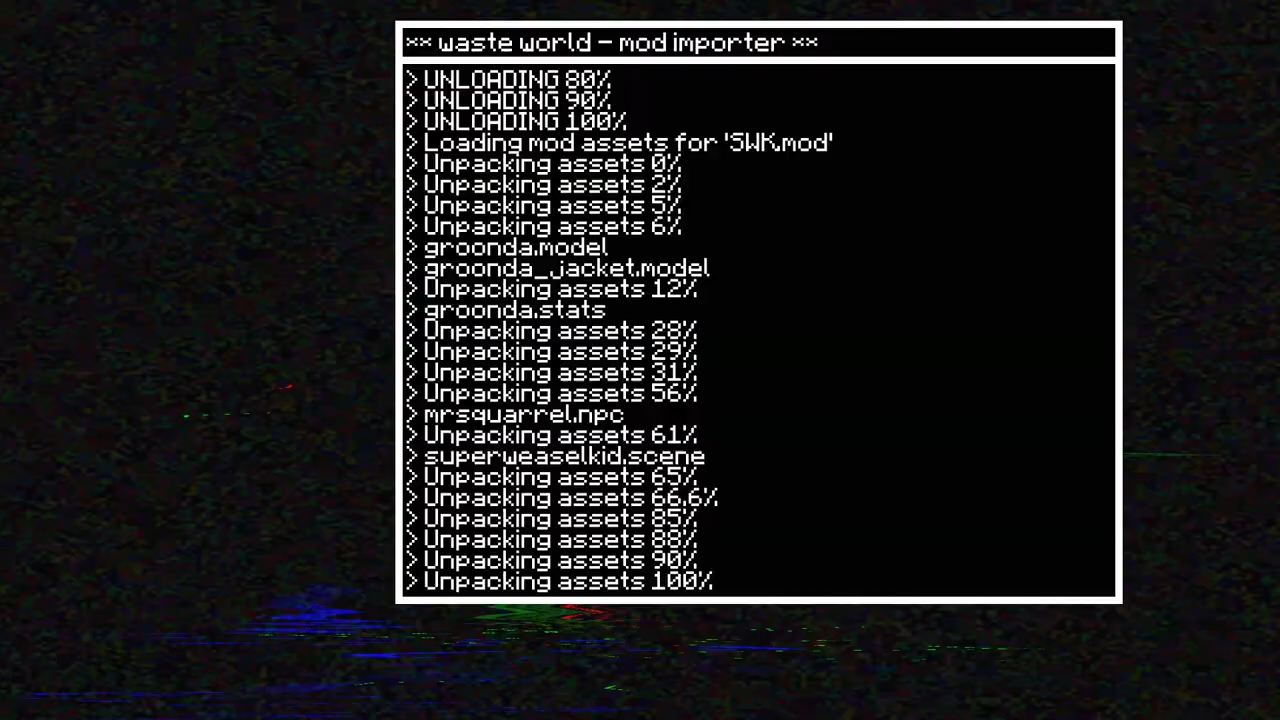 ×× waste world - mod importer ××
> UNLOADING 80%
> UNLOADING 90%
> UNLOADING 100%
> Loading mod assets for 'SWK.mod'
> Unpacking assets 0%
> Unpacking assets 2%
> Unpacking assets 5%
> Unpacking assets 6%
> groonda.model
> groonda_jacket.model
> Unpacking assets 12%
> groonda.stats
> Unpacking assets 28%
> Unpacking assets 29%
> Unpacking assets 31%
> Unpacking assets 56%
> mrsquarrel.npc
> Unpacking assets 61%
> superweaselkid.scene
> Unpacking assets 65%
> Unpacking assets 66.6%
> Unpacking assets 85%
> Unpacking assets 88%
> Unpacking assets 90%
> Unpacking assets 100%